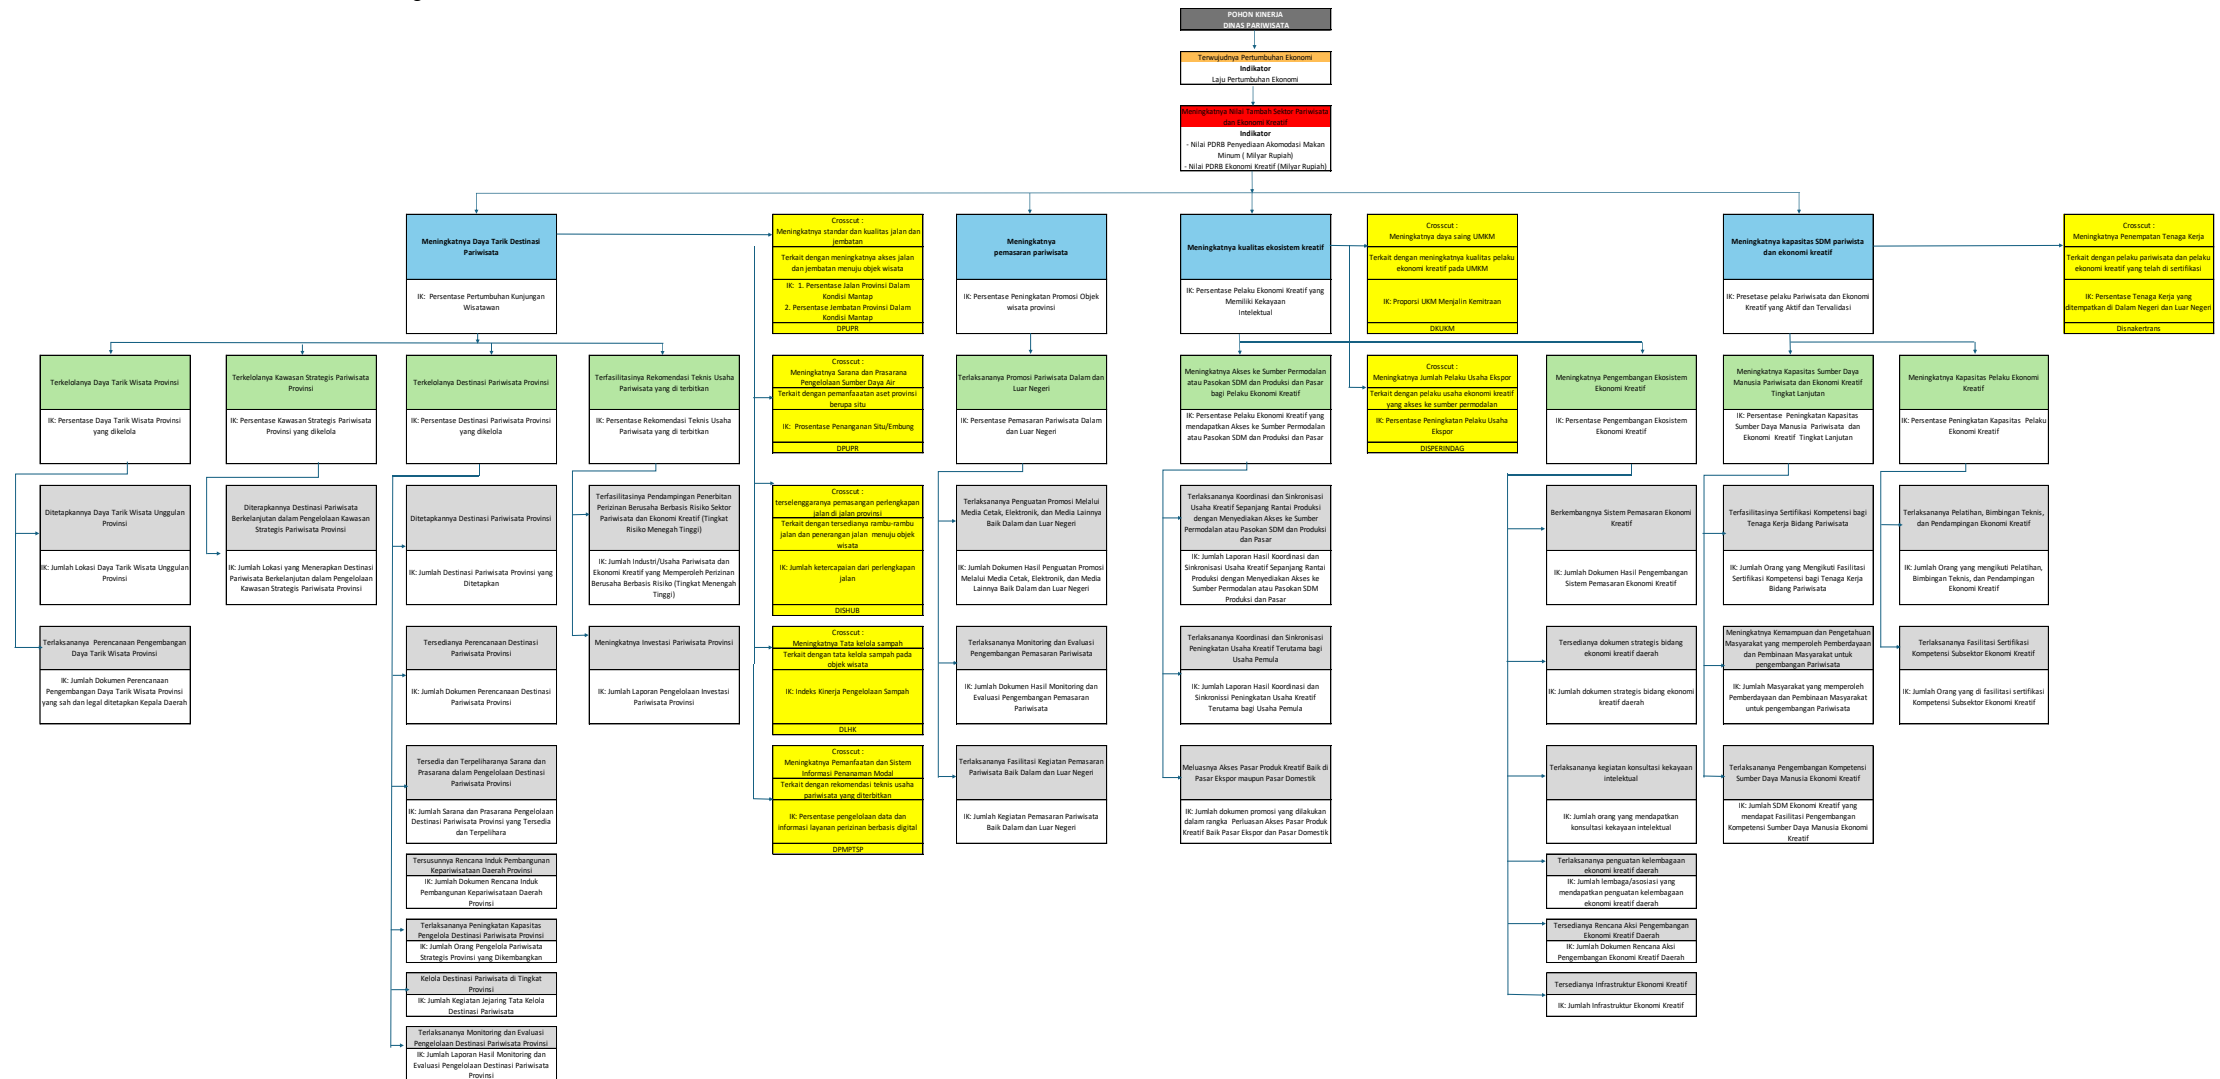 POHON KINERJA
DINAS PARIWISATA
Terwujudnya Pertumbuhan Ekonomi
Indikator
Laju Pertumbuhan Ekonomi
Meningkatnya Nilai Tambah Sektor Pariwisata
dan Ekonomi Kreatif
Indikator
- Nilai PDRB Penyediaan Akomodasi Makan
Minum ( Milyar Rupiah)
- Nilai PDRB Ekonomi Kreatif (Milyar Rupiah)
Meningkatnya Daya Tarik Destinasi
Pariwisata
IK: Persentase Pertumbuhan Kunjungan
Wisatawan
Crosscut :
Meningkatnya standar dan kualitas jalan dan
jembatan
Terkait dengan meningkatnya akses jalan
dan jembatan menuju objek wisata
IK: 1. Persentase Jalan Provinsi Dalam
Kondisi Mantap
2. Persentase Jembatan Provinsi Dalam
Kondisi Mantap
DPUPR
Meningkatnya
pemasaran pariwisata
IK: Persentase Peningkatan Promosi Objek
wisata provinsi
Meningkatnya kualitas ekosistem kreatif
IK: Persentase Pelaku Ekonomi Kreatif yang
Memiliki Kekayaan
Intelektual
Crosscut :
Meningkatnya daya saing UMKM
Terkait dengan meningkatnya kualitas pelaku
ekonomi kreatif pada UMKM
IK: Proporsi UKM Menjalin Kemitraan
DKUKM
Meningkatnya kapasitas SDM pariwista
dan ekonomi kreatif
IK: Presetase pelaku Pariwisata dan Ekonomi
Kreatif yang Aktif dan Tervalidasi
Crosscut :
Meningkatnya Penempatan Tenaga Kerja
Terkait dengan pelaku pariwisata dan pelaku
ekonomi kreatif yang telah di sertifikasi
IK: Persentase Tenaga Kerja yang
ditempatkan di Dalam Negeri dan Luar Negeri
Disnakertrans
Terkelolanya Daya Tarik Wisata Provinsi
IK: Persentase Daya Tarik Wisata Provinsi
yang dikelola
Terkelolanya Kawasan Strategis Pariwisata
Provinsi
IK: Persentase Kawasan Strategis Pariwisata
Provinsi yang dikelola
Terkelolanya Destinasi Pariwisata Provinsi
IK: Persentase Destinasi Pariwisata Provinsi
yang dikelola
Terfasilitasinya Rekomendasi Teknis Usaha
Pariwisata yang di terbitkan
IK: Persentase Rekomendasi Teknis Usaha
Pariwisata yang di terbitkan
Crosscut :
Meningkatnya Sarana dan Prasarana
Pengelolaan Sumber Daya Air
Terkait dengan pemanfaaatan aset provinsi
berupa situ
IK: Prosentase Penanganan Situ/Embung
DPUPR
Terlaksananya Promosi Pariwisata Dalam dan
Luar Negeri
IK: Persentase Pemasaran Pariwisata Dalam
dan Luar Negeri
Meningkatnya Akses ke Sumber Permodalan
atau Pasokan SDM dan Produksi dan Pasar
bagi Pelaku Ekonomi Kreatif
IK: Persentase Pelaku Ekonomi Kreatif yang
mendapatkan Akses ke Sumber Permodalan
atau Pasokan SDM dan Produksi dan Pasar
Crosscut :
Meningkatnya Jumlah Pelaku Usaha Ekspor
Terkait dengan pelaku usaha ekonomi kreatif
yang akses ke sumber permodalan
IK: Persentase Peningkatan Pelaku Usaha
Ekspor
DISPERINDAG
Meningkatnya Pengembangan Ekosistem
Ekonomi Kreatif
IK: Persentase Pengembangan Ekosistem
Ekonomi Kreatif
Meningkatnya Kapasitas Sumber Daya
Manusia Pariwisata dan Ekonomi Kreatif
Tingkat Lanjutan
IK: Persentase Peningkatan Kapasitas
Sumber Daya Manusia Pariwisata dan
Ekonomi Kreatif Tingkat Lanjutan
Meningkatnya Kapasitas Pelaku Ekonomi
Kreatif
IK: Persentase Peningkatan Kapasitas Pelaku
Ekonomi Kreatif
Ditetapkannya Daya Tarik Wisata Unggulan
Provinsi
IK: Jumlah Lokasi Daya Tarik Wisata Unggulan
Provinsi
Diterapkannya Destinasi Pariwisata
Berkelanjutan dalam Pengelolaan Kawasan
Strategis Pariwisata Provinsi
IK: Jumlah Lokasi yang Menerapkan Destinasi
Pariwisata Berkelanjutan dalam Pengelolaan
Kawasan Strategis Pariwisata Provinsi
Ditetapkannya Destinasi Pariwisata Provinsi
IK: Jumlah Destinasi Pariwisata Provinsi yang
Ditetapkan
Terfasilitasinya Pendampingan Penerbitan
Perizinan Berusaha Berbasis Risiko Sektor
Pariwisata dan Ekonomi Kreatif (Tingkat
Risiko Menegah Tinggi)
IK: Jumlah Industri/Usaha Pariwisata dan
Ekonomi Kreatif yang Memperoleh Perizinan
Berusaha Berbasis Risiko (Tingkat Menengah
Tinggi)
Crosscut :
terselenggaranya pemasangan perlengkapan
jalan di jalan provinsi
Terkait dengan tersedianya rambu-rambu
jalan dan penerangan jalan menuju objek
wisata
IK: Jumlah ketercapaian dari perlengkapan
jalan
DISHUB
Terlaksananya Penguatan Promosi Melalui
Media Cetak, Elektronik, dan Media Lainnya
Baik Dalam dan Luar Negeri
IK: Jumlah Dokumen Hasil Penguatan Promosi
Melalui Media Cetak, Elektronik, dan Media
Lainnya Baik Dalam dan Luar Negeri
Terlaksananya Koordinasi dan Sinkronisasi
Usaha Kreatif Sepanjang Rantai Produksi
dengan Menyediakan Akses ke Sumber
Permodalan atau Pasokan SDM dan Produksi
dan Pasar
IK: Jumlah Laporan Hasil Koordinasi dan
Sinkronisasi Usaha Kreatif Sepanjang Rantai
Produksi dengan Menyediakan Akses ke
Sumber Permodalan atau Pasokan SDM
Produksi dan Pasar
Berkembangnya Sistem Pemasaran Ekonomi
Kreatif
IK: Jumlah Dokumen Hasil Pengembangan
Sistem Pemasaran Ekonomi Kreatif
Terfasilitasinya Sertifikasi Kompetensi bagi
Tenaga Kerja Bidang Pariwisata
IK: Jumlah Orang yang Mengikuti Fasilitasi
Sertifikasi Kompetensi bagi Tenaga Kerja
Bidang Pariwisata
Terlaksananya Pelatihan, Bimbingan Teknis,
dan Pendampingan Ekonomi Kreatif
IK: Jumlah Orang yang mengikuti Pelatihan,
Bimbingan Teknis, dan Pendampingan
Ekonomi Kreatif
Terlaksananya Perencanaan Pengembangan
Daya Tarik Wisata Provinsi
IK: Jumlah Dokumen Perencanaan
Pengembangan Daya Tarik Wisata Provinsi
yang sah dan legal ditetapkan Kepala Daerah
Tersedianya Perencanaan Destinasi
Pariwisata Provinsi
IK: Jumlah Dokumen Perencanaan Destinasi
Pariwisata Provinsi
Meningkatnya Investasi Pariwisata Provinsi
IK: Jumlah Laporan Pengelolaan Investasi
Pariwisata Provinsi
Crosscut :
Meningkatnya Tata kelola sampah
Terkait dengan tata kelola sampah pada
objek wisata
IK: Indeks Kinerja Pengelolaan Sampah
DLHK
Terlaksananya Monitoring dan Evaluasi
Pengembangan Pemasaran Pariwisata
IK: Jumlah Dokumen Hasil Monitoring dan
Evaluasi Pengembangan Pemasaran
Pariwisata
Terlaksananya Koordinasi dan Sinkronisasi
Peningkatan Usaha Kreatif Terutama bagi
Usaha Pemula
IK: Jumlah Laporan Hasil Koordinasi dan
Sinkronissi Peningkatan Usaha Kreatif
Terutama bagi Usaha Pemula
Tersedianya dokumen strategis bidang
ekonomi kreatif daerah
IK: Jumlah dokumen strategis bidang ekonomi
kreatif daerah
Meningkatnya Kemampuan dan Pengetahuan
Masyarakat yang memperoleh Pemberdayaan
dan Pembinaan Masyarakat untuk
pengembangan Pariwisata
IK: Jumlah Masyarakat yang memperoleh
Pemberdayaan dan Pembinaan Masyarakat
untuk pengembangan Pariwisata
Terlaksananya Fasilitasi Sertifikasi
Kompetensi Subsektor Ekonomi Kreatif
IK: Jumlah Orang yang di fasilitasi sertifikasi
Kompetensi Subsektor Ekonomi Kreatif
Tersedia dan Terpeliharanya Sarana dan
Prasarana dalam Pengelolaan Destinasi
Pariwisata Provinsi
IK: Jumlah Sarana dan Prasarana Pengelolaan
Destinasi Pariwisata Provinsi yang Tersedia
dan Terpelihara
Crosscut :
Meningkatnya Pemanfaatan dan Sistem
Informasi Penanaman Modal
Terkait dengan rekomendasi teknis usaha
pariwisata yang diterbitkan
IK: Persentase pengelolaan data dan
informasi layanan perizinan berbasis digital
DPMPTSP
Terlaksananya Fasilitasi Kegiatan Pemasaran
Pariwisata Baik Dalam dan Luar Negeri
IK: Jumlah Kegiatan Pemasaran Pariwisata
Baik Dalam dan Luar Negeri
Meluasnya Akses Pasar Produk Kreatif Baik di
Pasar Ekspor maupun Pasar Domestik
IK: Jumlah dokumen promosi yang dilakukan
dalam rangka Perluasan Akses Pasar Produk
Kreatif Baik Pasar Ekspor dan Pasar Domestik
Terlaksananya kegiatan konsultasi kekayaan
intelektual
IK: Jumlah orang yang mendapatkan
konsultasi kekayaan intelektual
Terlaksananya Pengembangan Kompetensi
Sumber Daya Manusia Ekonomi Kreatif
IK: Jumlah SDM Ekonomi Kreatif yang
mendapat Fasilitasi Pengembangan
Kompetensi Sumber Daya Manusia Ekonomi
Kreatif
Tersusunnya Rencana Induk Pembangunan
Kepariwisataan Daerah Provinsi
IK: Jumlah Dokumen Rencana Induk
Pembangunan Kepariwisataan Daerah
Provinsi
Terlaksananya penguatan kelembagaan
ekonomi kreatif daerah
IK: Jumlah lembaga/asosiasi yang
mendapatkan penguatan kelembagaan
ekonomi kreatif daerah
Terlaksananya Peningkatan Kapasitas
Pengelola Destinasi Pariwisata Provinsi
IK: Jumlah Orang Pengelola Pariwisata
Strategis Provinsi yang Dikembangkan
Tersedianya Rencana Aksi Pengembangan
Ekonomi Kreatif Daerah
IK: Jumlah Dokumen Rencana Aksi
Pengembangan Ekonomi Kreatif Daerah
Kelola Destinasi Pariwisata di Tingkat
Provinsi
IK: Jumlah Kegiatan Jejaring Tata Kelola
Destinasi Pariwisata
Tersedianya Infrastruktur Ekonomi Kreatif
IK: Jumlah Infrastruktur Ekonomi Kreatif
Terlaksananya Monitoring dan Evaluasi
Pengelolaan Destinasi Pariwisata Provinsi
IK: Jumlah Laporan Hasil Monitoring dan
Evaluasi Pengelolaan Destinasi Pariwisata
Provinsi